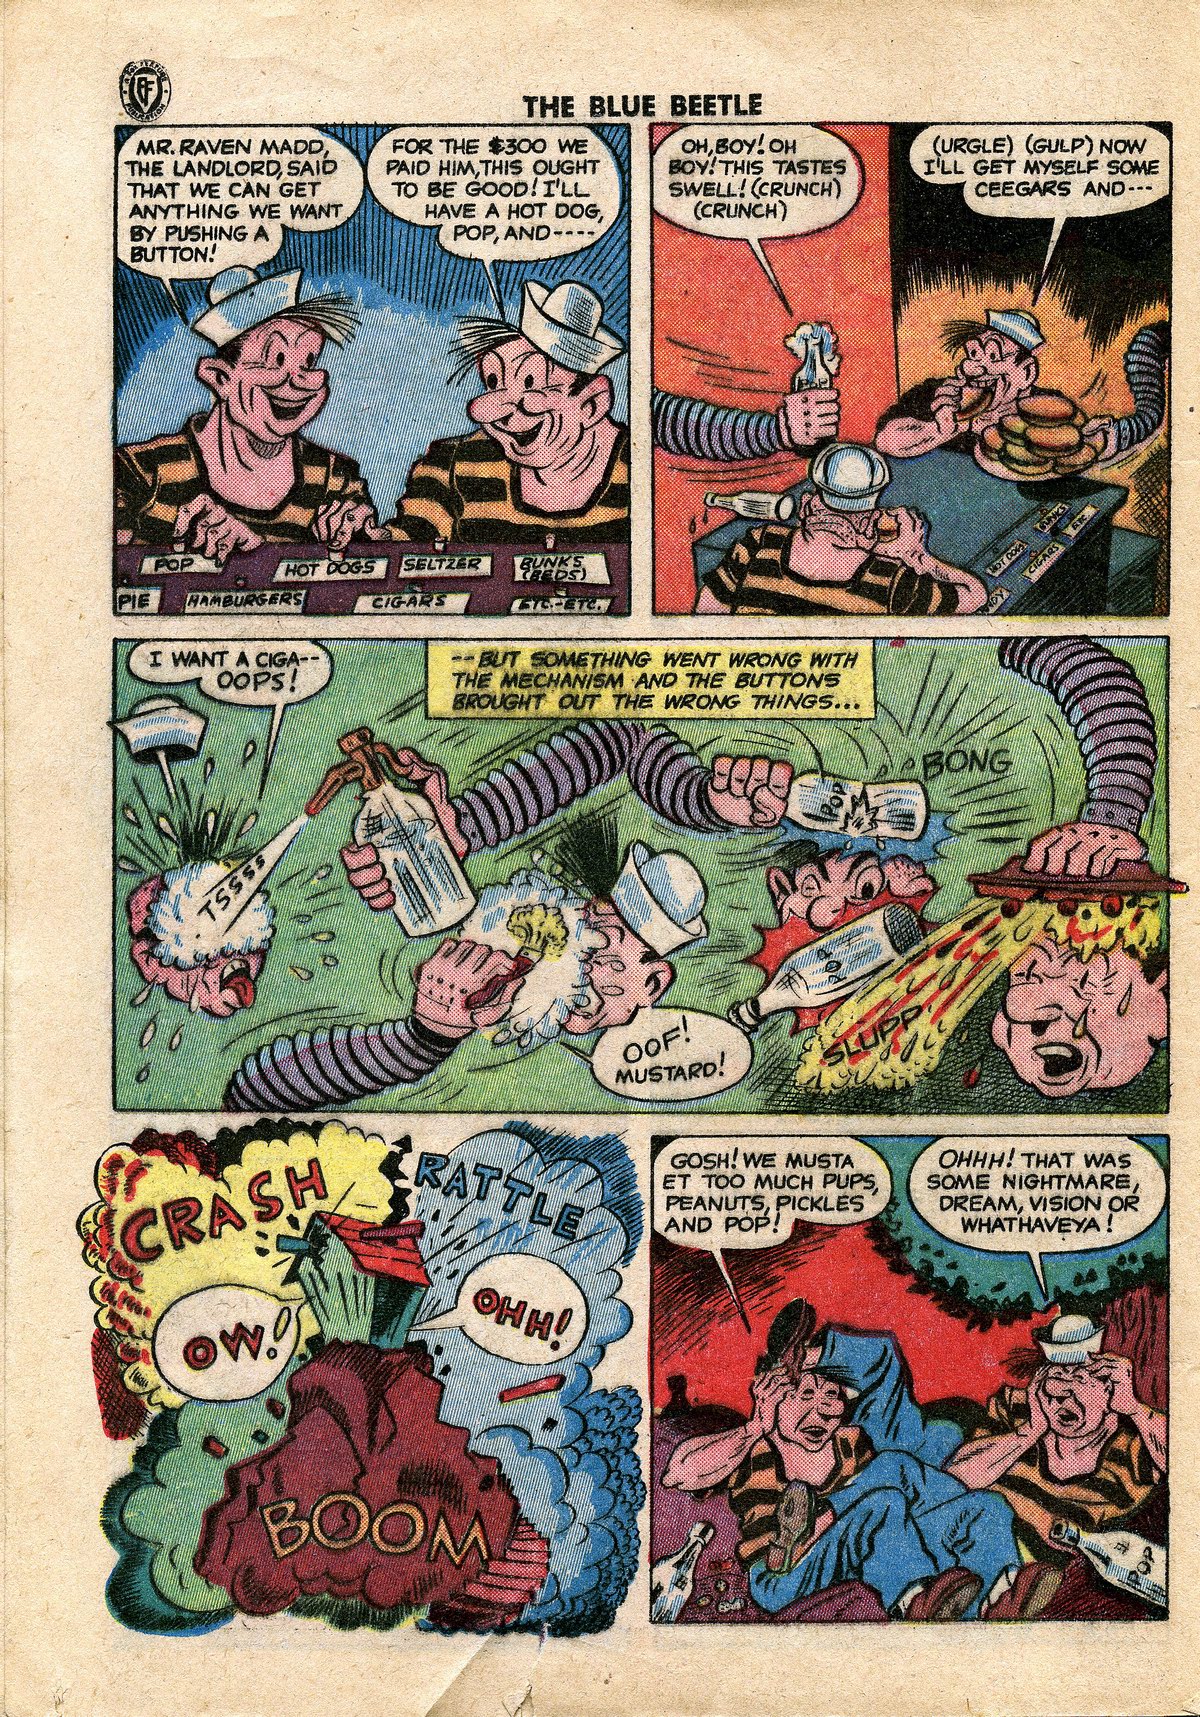 A FOX FEATURE
PUBLICATION
THE BLUE BEETLE
MR. RAVEN MADD,
THE LANDLORD, SAID
THAT WE CAN GET
ANYTHING WE WANT
BY PUSHING A
BUTTON!
FOR THE $300 WE
PAID HIM, THIS OUGHT
TO BE GOOD! I'LL
HAVE A HOT DOG,
POP, AND----
POP
HOT DOGS
SELTZER
BUNKS
(BEDS)
PIE
HAMBURGERS
CIGARS
ETC.-ETC.
OH, BOY! OH
BOY! THIS TASTES
SWELL! (CRUNCH)
(CRUNCH)
(URGLE) (GULP) NOW
I'LL GET MYSELF SOME
CEEGARS AND---
BUNKS
ETC.
HOT DOGS
CIGARS
I WANT A CIGA--
OOPS!
--BUT SOMETHING WENT WRONG WITH
THE MECHANISM AND THE BUTTONS
BROUGHT OUT THE WRONG THINGS...
TSSSS
POP
BONG
POP
SLUPP!
OOF!
MUSTARD!
CRASH
RATTLE
OW!
OHH!
BOOM
GOSH! WE MUSTA
ET TOO MUCH PUPS,
PEANUTS, PICKLES
AND POP!
OHHH! THAT WAS
SOME NIGHTMARE,
DREAM, VISION OR
WHATHAVEYA!
POP